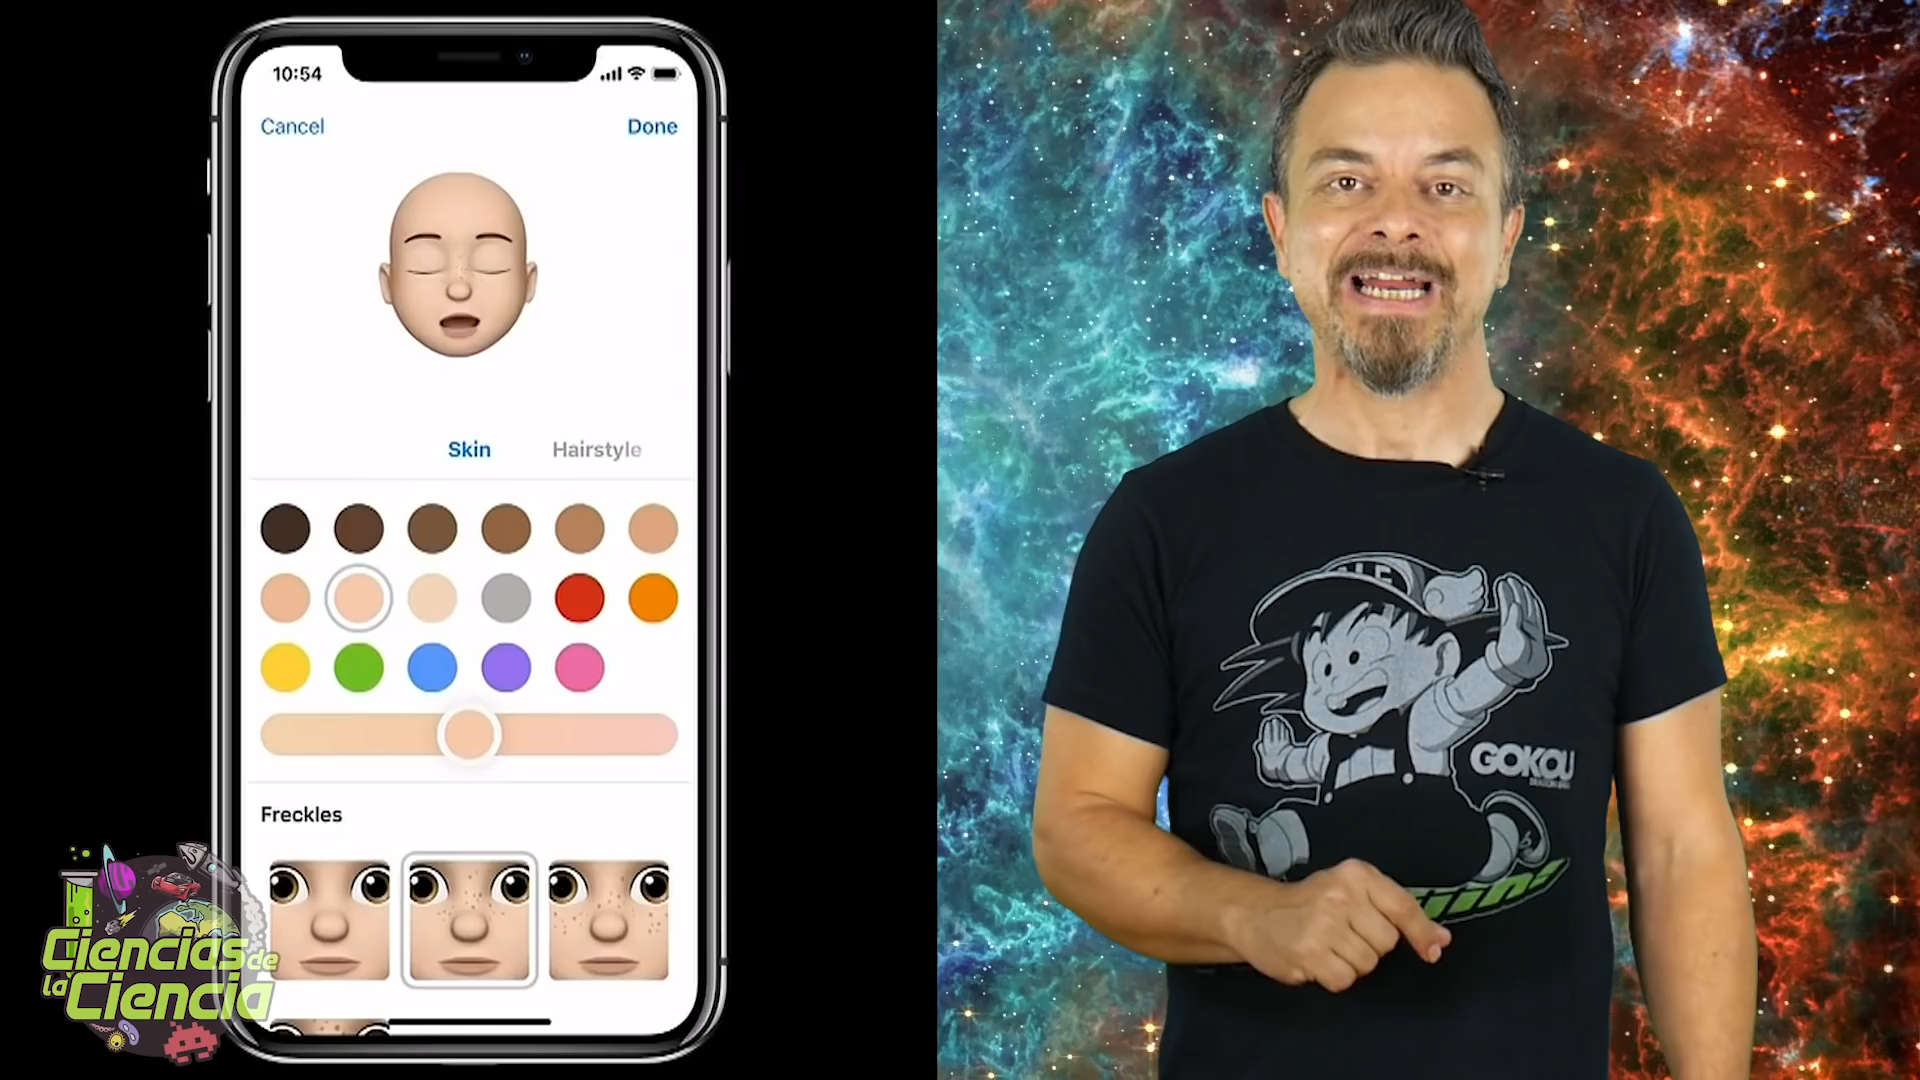 10:54
Cancel
Done
Skin
Hairstyle
Freckles
Ciencias de
la Ciencia
GOKOU